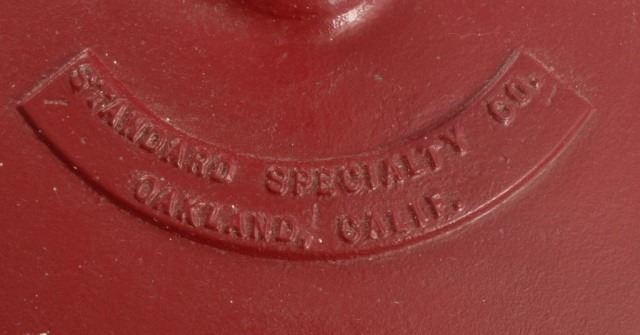 STANDARD SPECIALTY CO.
OAKLAND, CALIF.